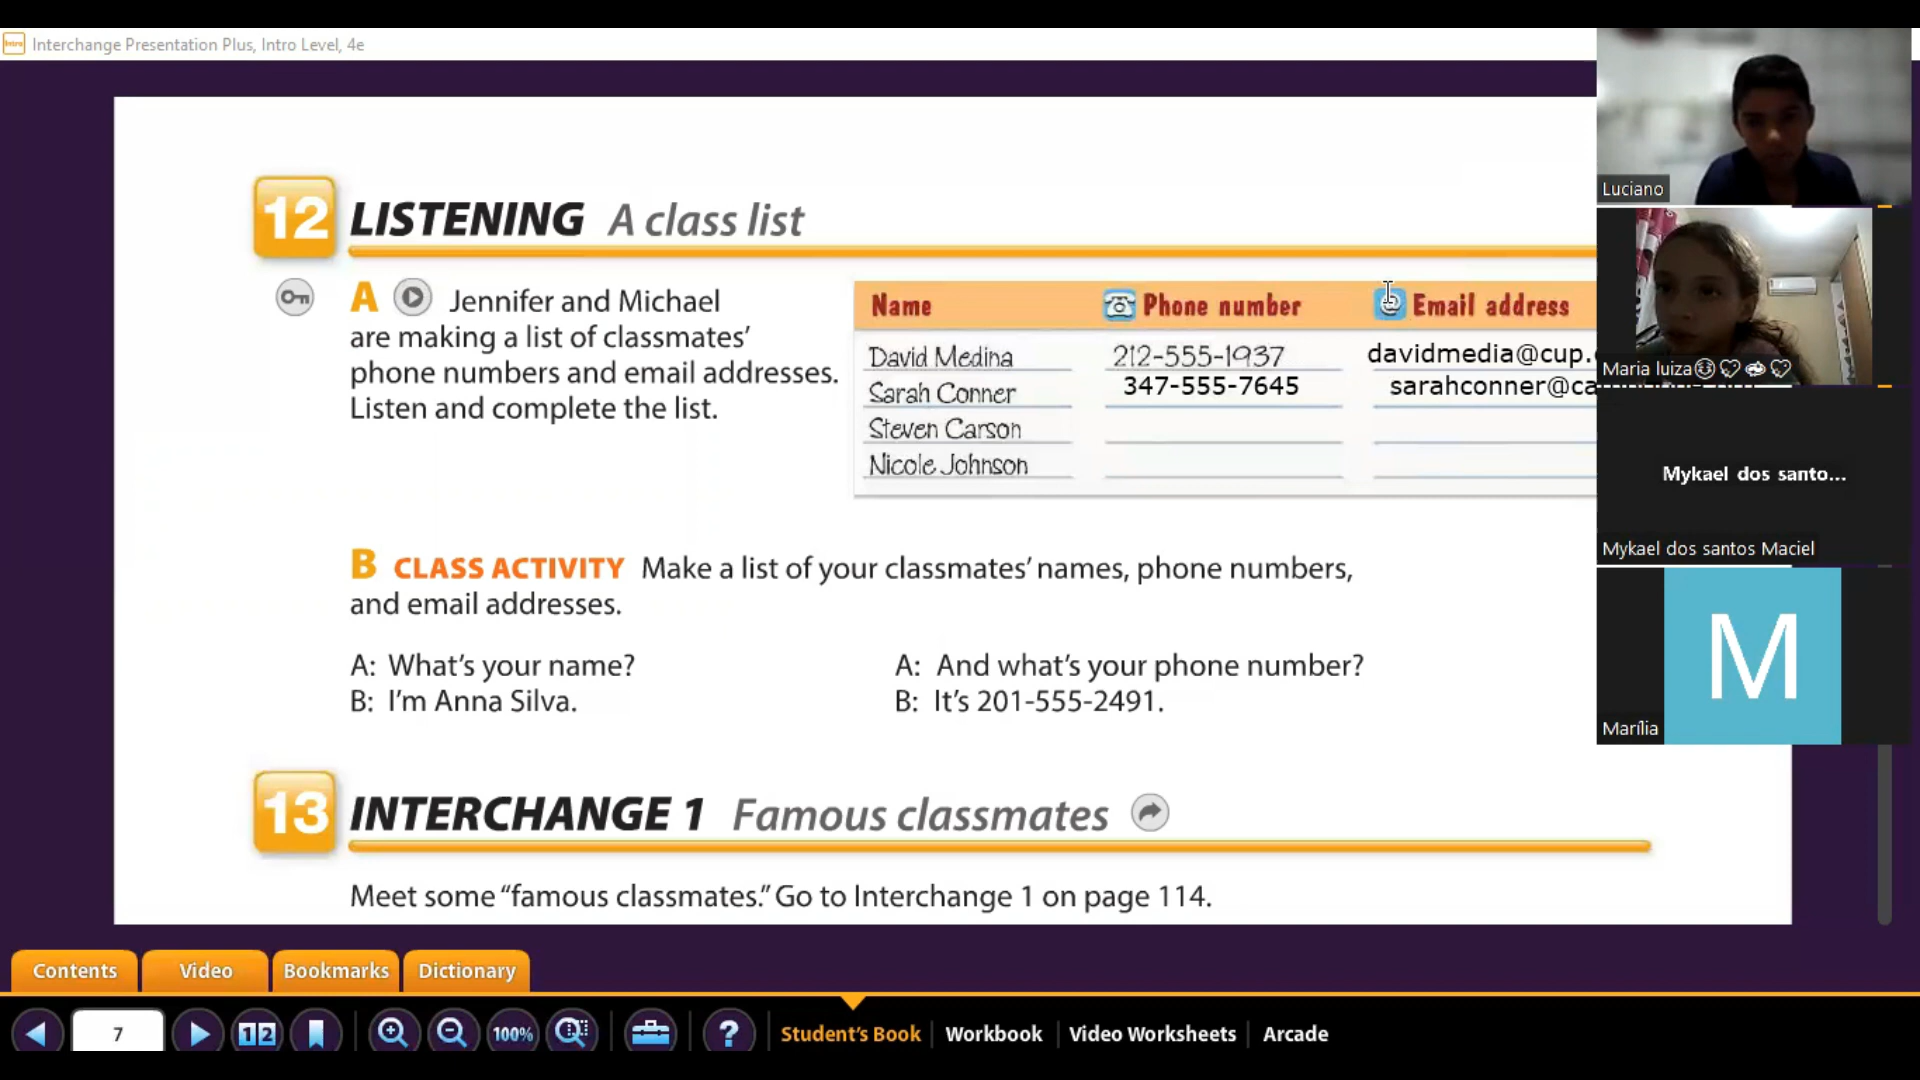 Interchange Presentation Plus, Intro Level, 4e
12 LISTENING A class list
A Jennifer and Michael
are making a list of classmates'
phone numbers and email addresses.
Listen and complete the list.
Name Phone number Email address
David Medina 212-555-1937 davidmedia@cup.
Sarah Conner 347-555-7645 sarahconner@ca
Steven Carson
Nicole Johnson
B CLASS ACTIVITY Make a list of your classmates' names, phone numbers,
and email addresses.
A: What's your name?
B: I'm Anna Silva.
A: And what's your phone number?
B: It's 201-555-2491.
13 INTERCHANGE 1 Famous classmates
Meet some "famous classmates." Go to Interchange 1 on page 114.
Luciano
Maria luiza
Mykael dos santo...
Mykael dos santos Maciel
M
Marília
Contents Video Bookmarks Dictionary
7 12 100% ? Student's Book Workbook Video Worksheets Arcade